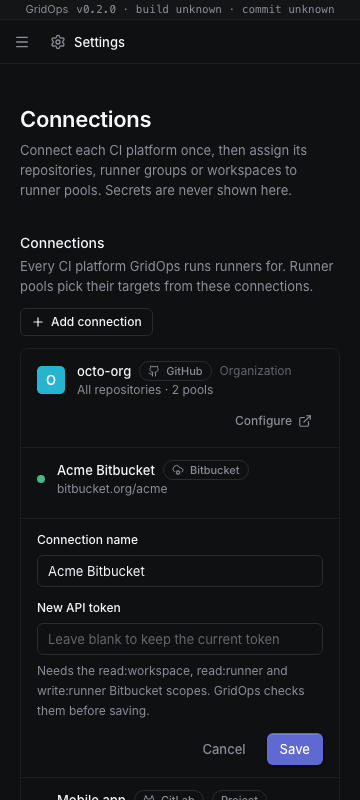 GridOps v0.2.0 · build unknown · commit unknown
Settings
Connections
Connect each CI platform once, then assign its
repositories, runner groups or workspaces to
runner pools. Secrets are never shown here.
Connections
Every CI platform GridOps runs runners for. Runner
pools pick their targets from these connections.
Add connection
O
octo-org GitHub Organization
All repositories · 2 pools
Configure
Acme Bitbucket Bitbucket
bitbucket.org/acme
Connection name
Acme Bitbucket
New API token
Leave blank to keep the current token
Needs the read:workspace, read:runner and
write:runner Bitbucket scopes. GridOps checks
them before saving.
Cancel Save
Mobile app GitLab Project